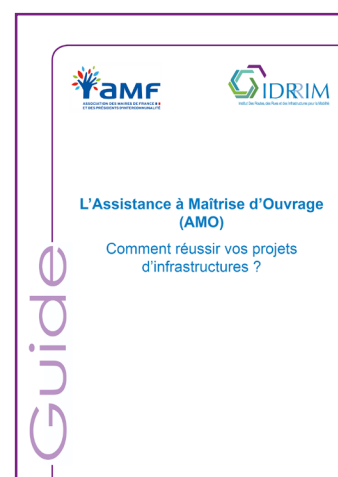 amf
ASSOCIATION DES MAIRES DE FRANCE
ET DES PRÉSIDENTS D'INTERCOMMUNALITÉ
IDRRIM
Institut Des Routes, des Rues et des Infrastructures pour la Mobilité
L'Assistance à Maîtrise d'Ouvrage
(AMO)
Comment réussir vos projets
d'infrastructures ?
Guide